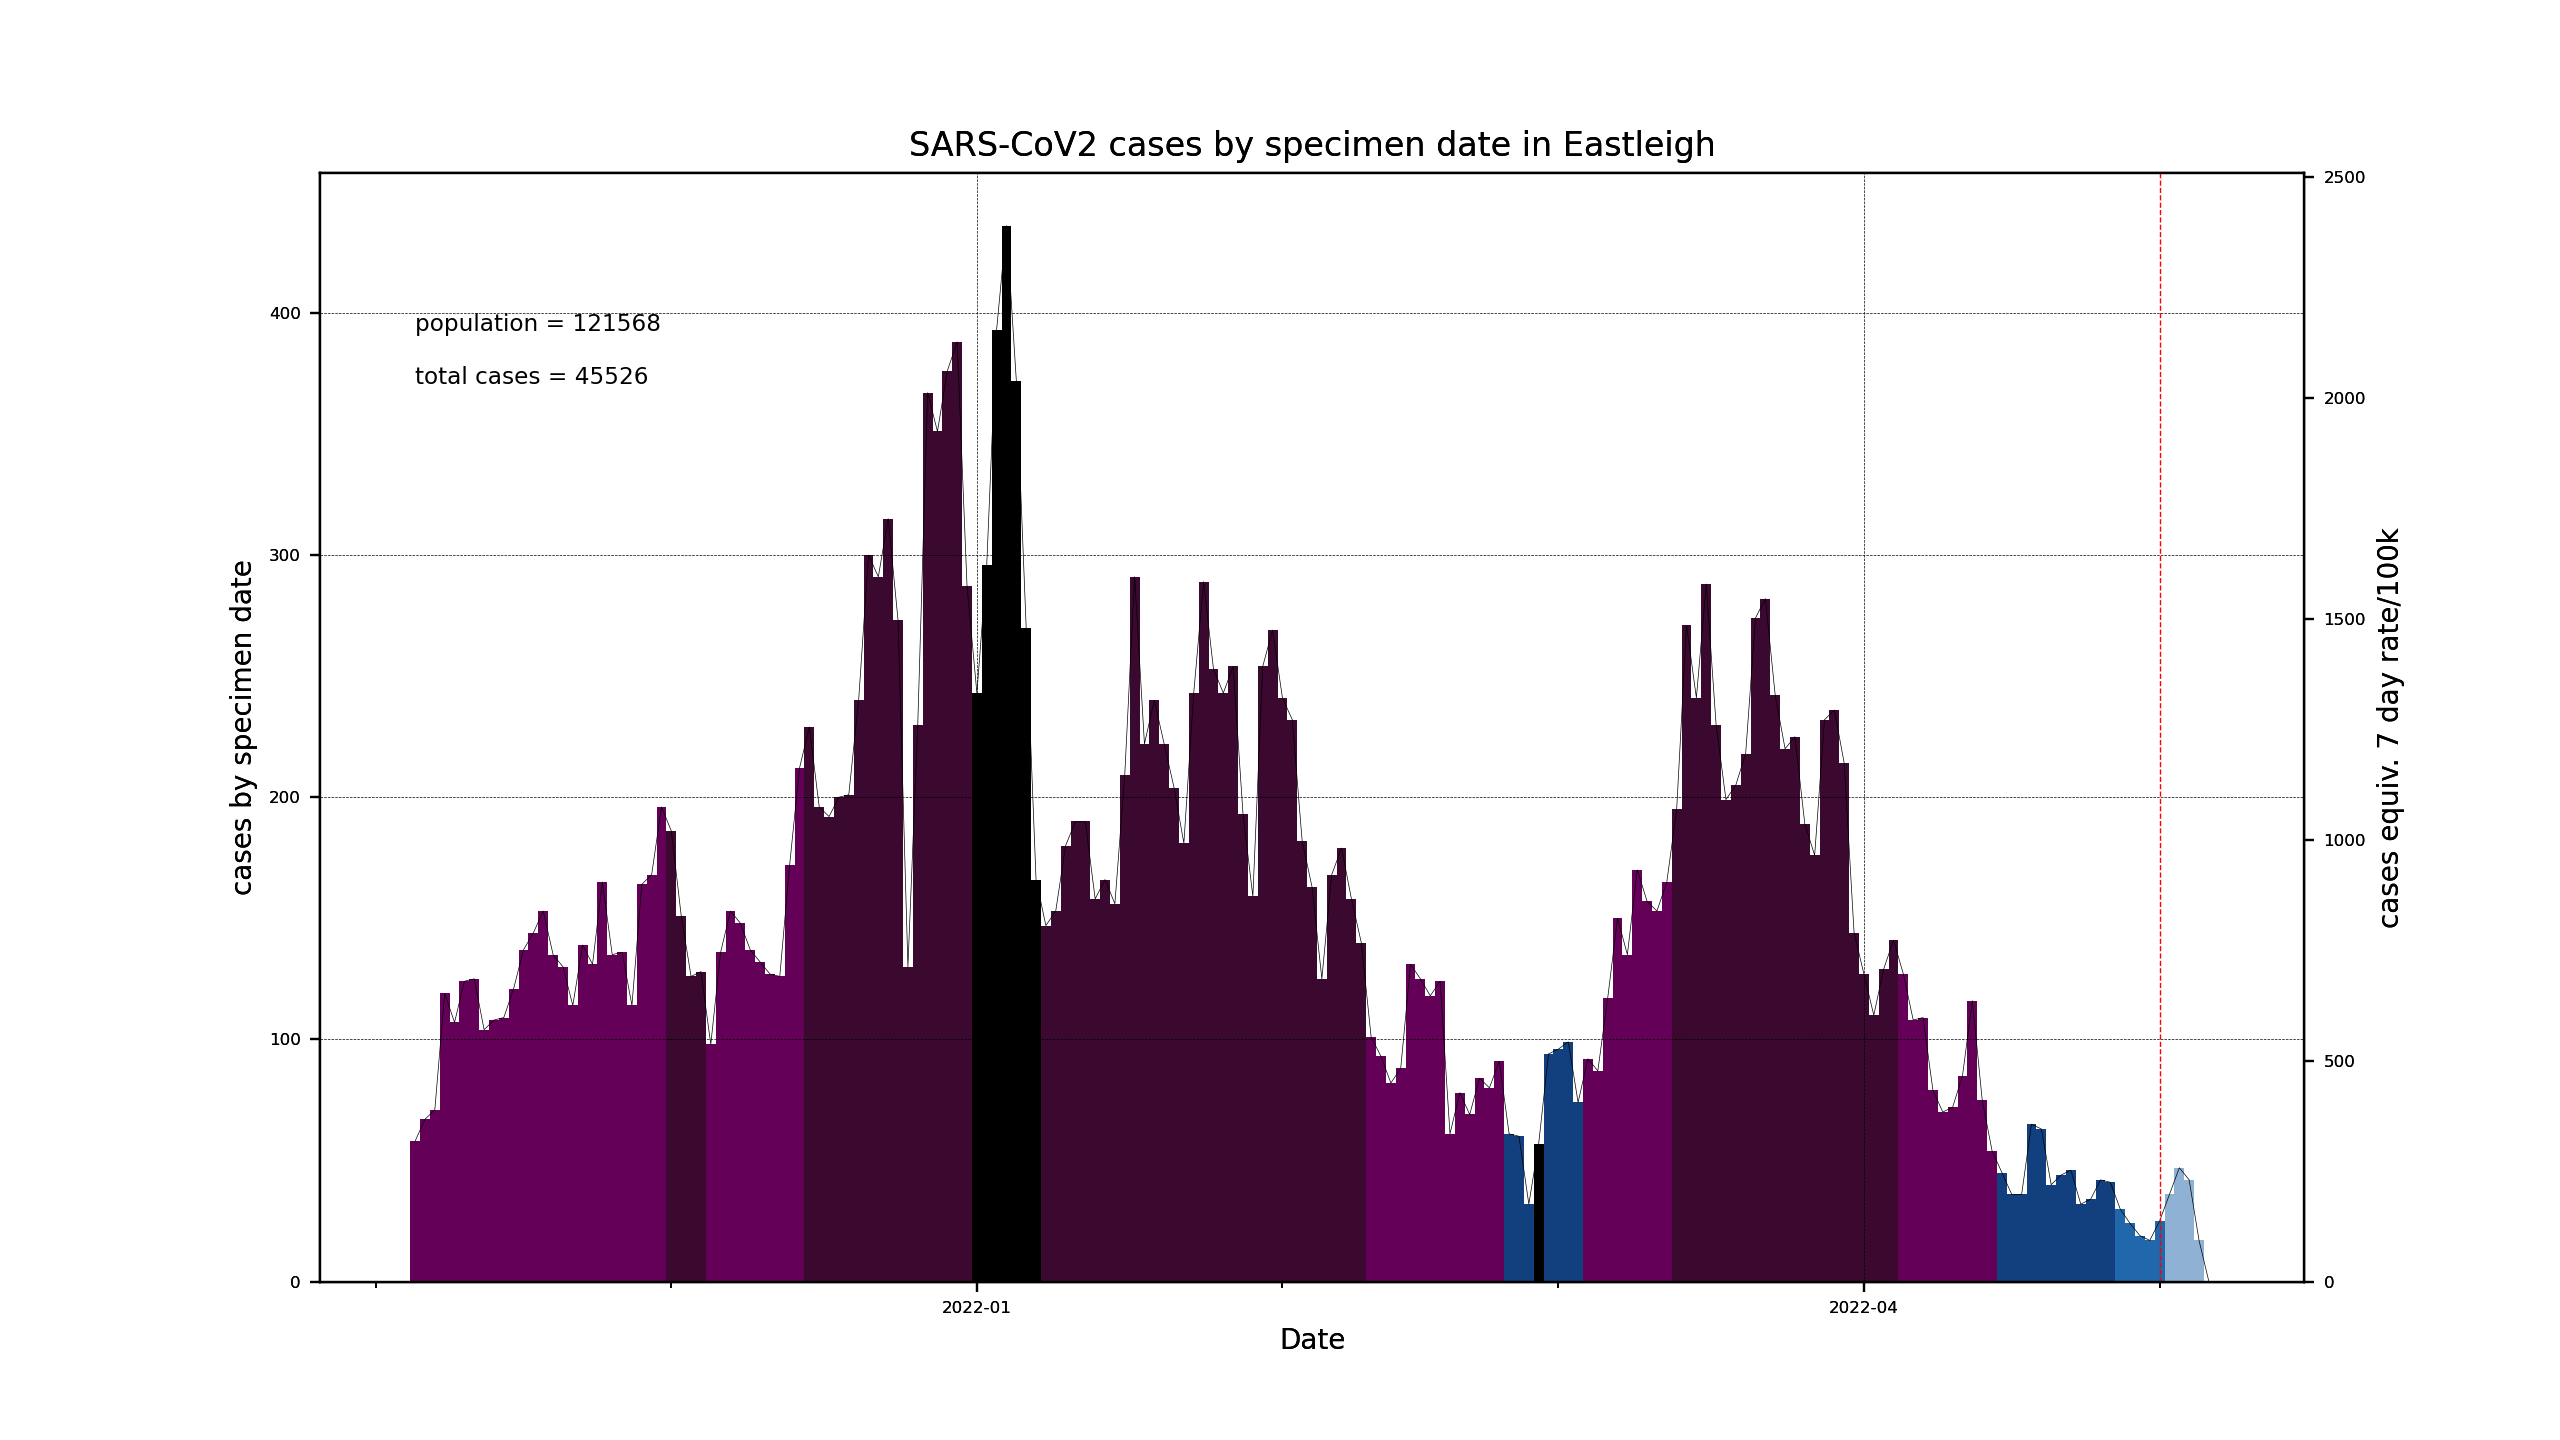 SARS-CoV2 cases by specimen date in Eastleigh
population = 121568
total cases = 45526
cases by specimen date
400
300
200
100
0
2500
2000
1500
1000
500
0
cases equiv. 7 day rate/100k
2022-01
2022-04
Date